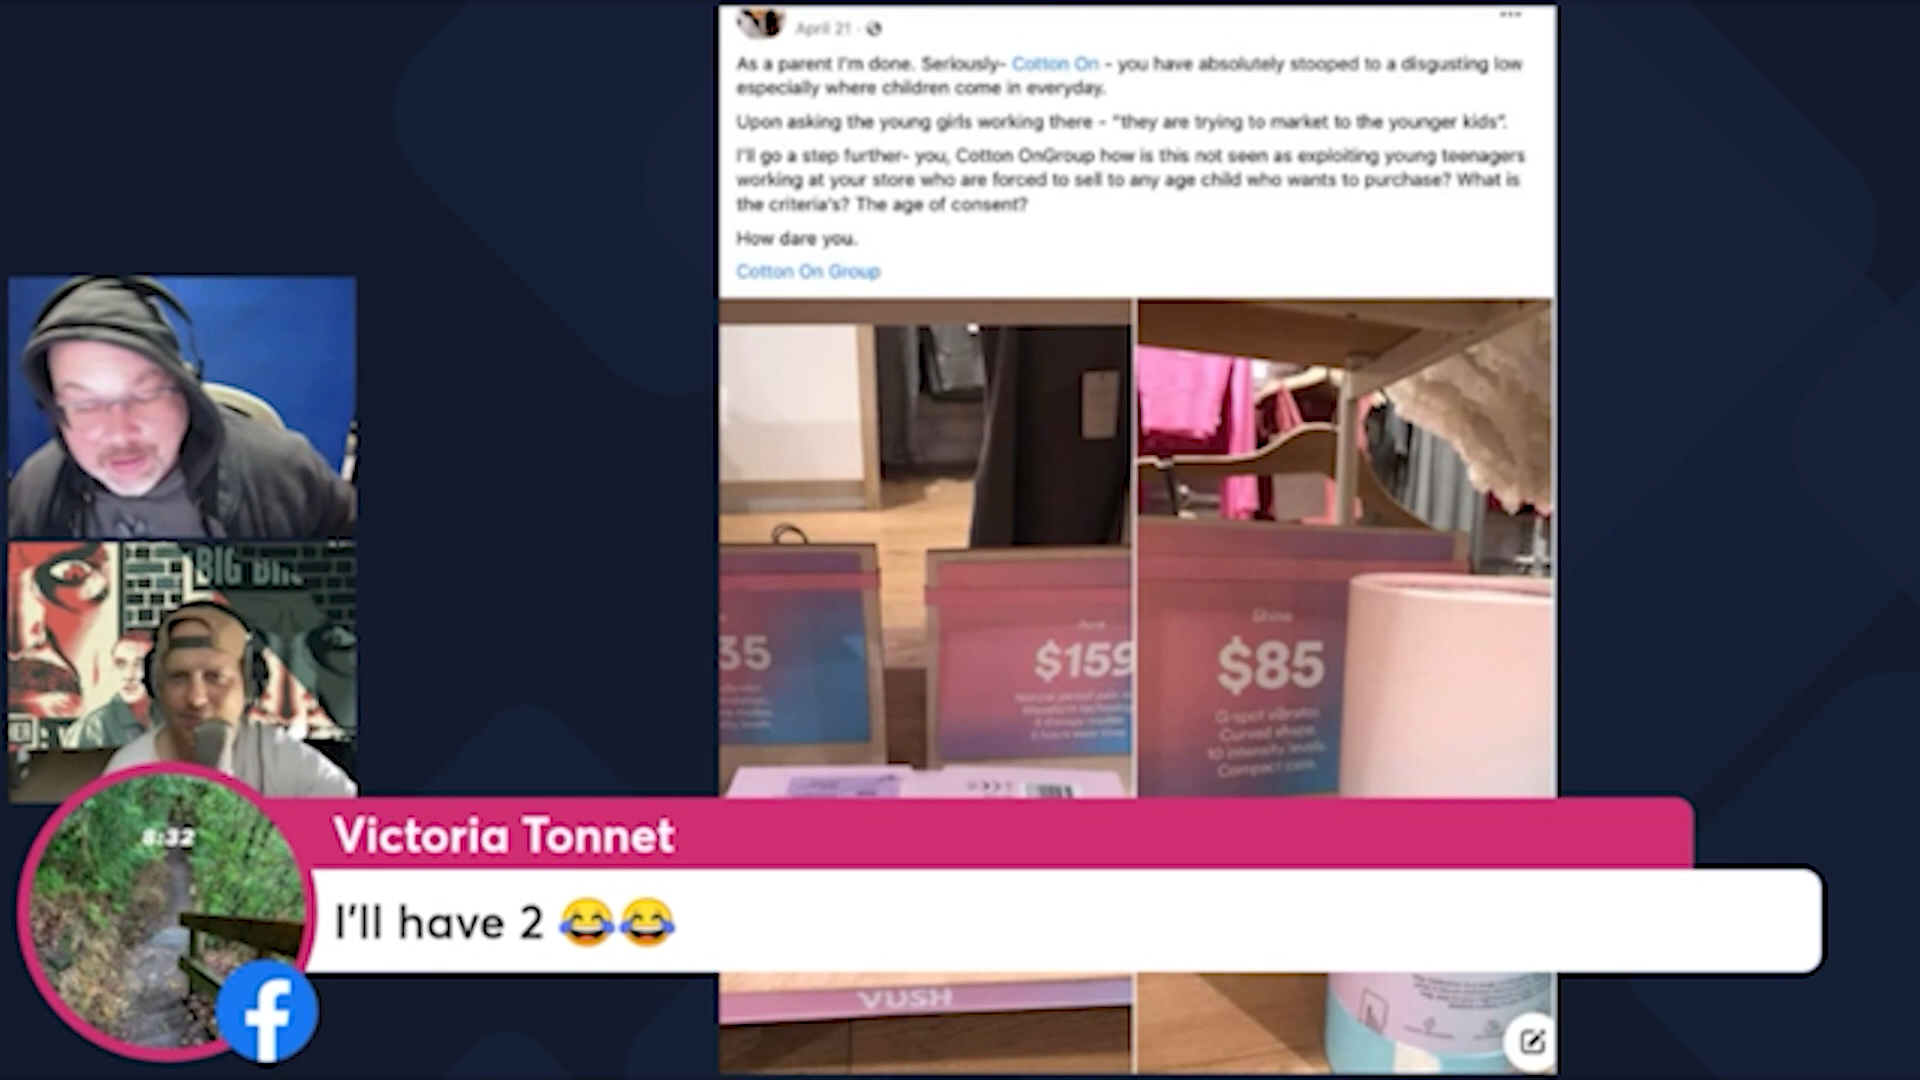 April 21
As a parent I'm done. Seriously- Cotton On - you have absolutely stooped to a disgusting low
especially where children come in everyday.
Upon asking the young girls working there - "they are trying to market to the younger kids".
I'll go a step further- you, Cotton OnGroup how is this not seen as exploiting young teenagers
working at your store who are forced to sell to any age child who wants to purchase? What is
the criteria's? The age of consent?
How dare you.
Cotton On Group
BIG
35
$159
Natural period pain
Shine
$85
G-spot vibrator.
Curved shape.
10 intensity levels.
Compact case.
8:32
Victoria Tonnet
I'll have 2 😂😂
VUSH